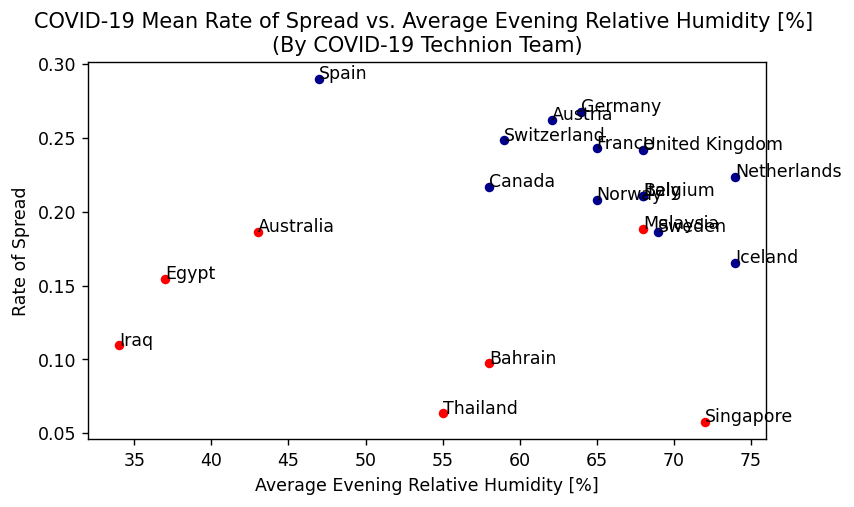 COVID-19 Mean Rate of Spread vs. Average Evening Relative Humidity [%]
(By COVID-19 Technion Team)
0.30
Spain
Germany
Austria
0.25
Switzerland
France
United Kingdom
Netherlands
Canada
Belgium
Italy
Norway
0.20
Malaysia
Sweden
Australia
Iceland
Egypt
0.15
Iraq
0.10
Bahrain
Thailand
Singapore
0.05
Rate of Spread
35 40 45 50 55 60 65 70 75
Average Evening Relative Humidity [%]